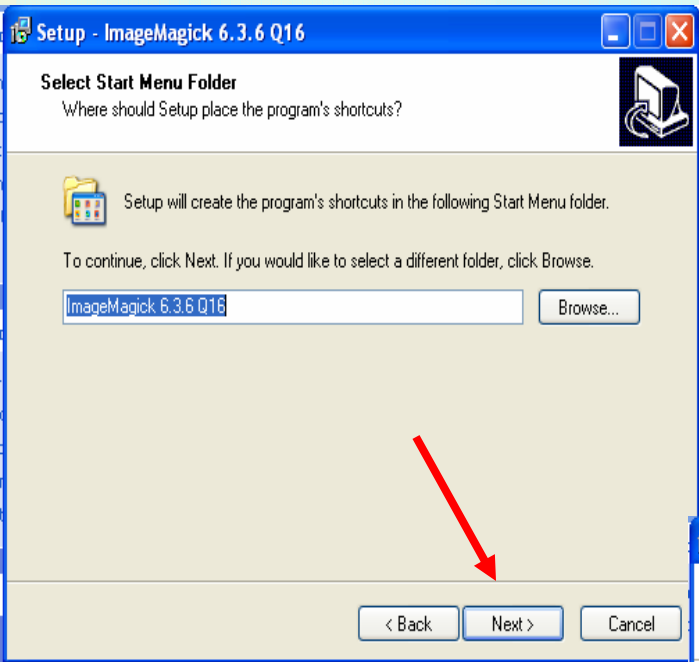 Setup - ImageMagick 6.3.6 Q16
Select Start Menu Folder
Where should Setup place the program's shortcuts?
Setup will create the program's shortcuts in the following Start Menu folder.
To continue, click Next. If you would like to select a different folder, click Browse.
ImageMagick 6.3.6 Q16
Browse...
< Back
Next >
Cancel